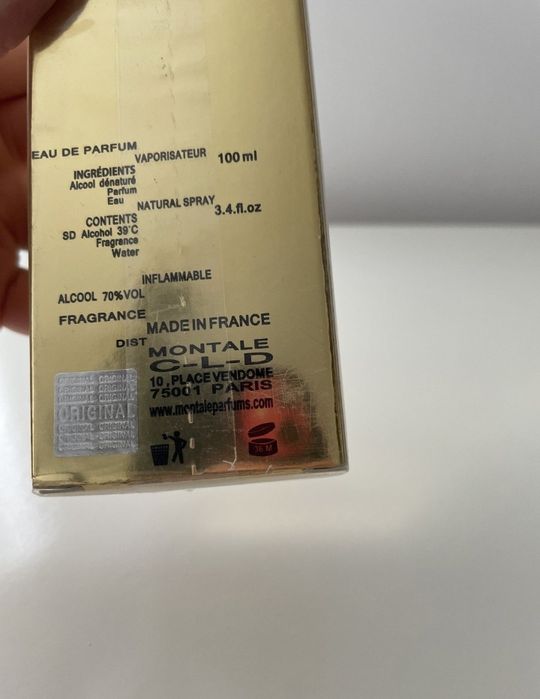 EAU DE PARFUM VAPORISATEUR 100 ml
INGRÉDIENTS
Alcool dénaturé
Parfum
Eau
NATURAL SPRAY 3.4.fl.oz
CONTENTS
SD Alcohol 39°C
Fragrance
Water
INFLAMMABLE
ALCOOL 70%VOL
FRAGRANCE MADE IN FRANCE
DIST MONTALE
C-L-D
10, PLACE VENDOME
75001 PARIS
www.montaleparfums.com
ORIGINAL
36 M